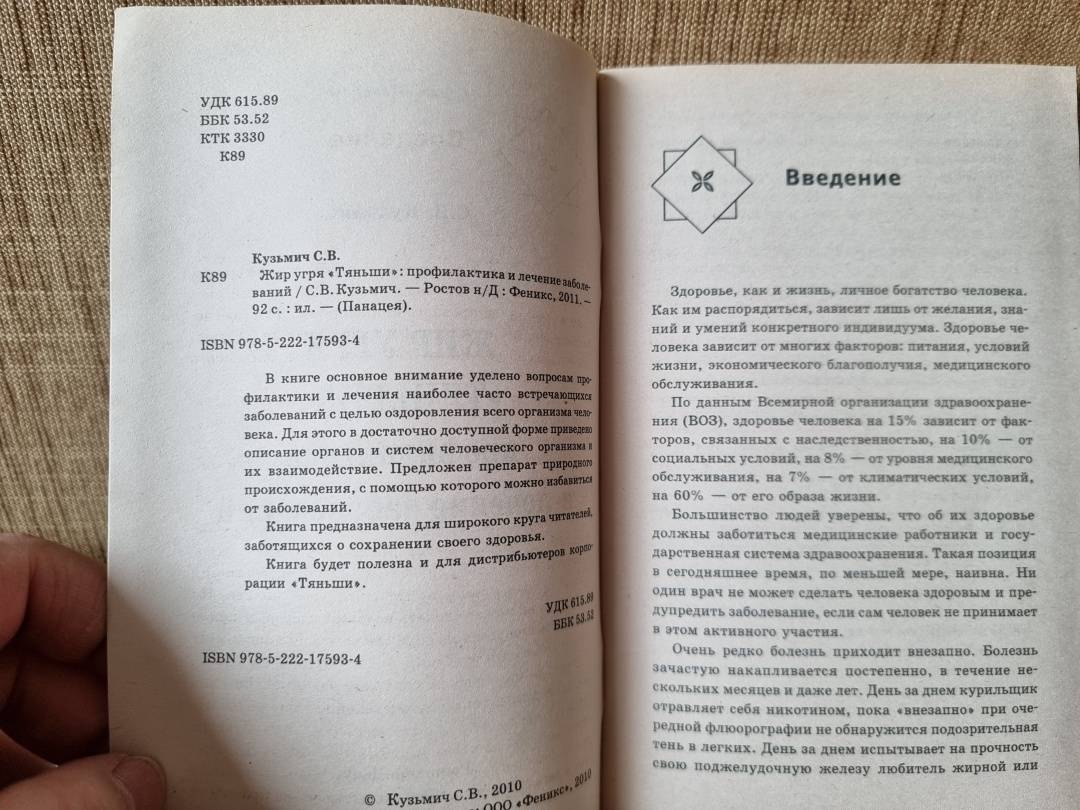 УДК 615.89
ББК 53.52
КТК 3330
К89
Кузьмич С.В.
К89 Жир угря «Тяньши»: профилактика и лечение заболе-
ваний / С.В. Кузьмич. — Ростов н/Д : Феникс, 2011. —
92 с. : ил. — (Панацея).
ISBN 978-5-222-17593-4
В книге основное внимание уделено вопросам про-
филактики и лечения наиболее часто встречающихся
заболеваний с целью оздоровления всего организма чело-
века. Для этого в достаточно доступной форме приведено
описание органов и систем человеческого организма и
их взаимодействие. Предложен препарат природного
происхождения, с помощью которого можно избавиться
от заболеваний.
Книга предназначена для широкого круга читателей,
заботящихся о сохранении своего здоровья.
Книга будет полезна и для дистрибьютеров корпо-
рации «Тяньши».
УДК 615.89
ББК 53.52
ISBN 978-5-222-17593-4
© Кузьмич С.В., 2010
ООО «Феникс», 2010
Введение
Здоровье, как и жизнь, личное богатство человека.
Как им распорядиться, зависит лишь от желания, зна-
ний и умений конкретного индивидуума. Здоровье че-
ловека зависит от многих факторов: питания, условий
жизни, экономического благополучия, медицинского
обслуживания.
По данным Всемирной организации здравоохране-
ния (ВОЗ), здоровье человека на 15% зависит от фак-
торов, связанных с наследственностью, на 10% — от
социальных условий, на 8% — от уровня медицинского
обслуживания, на 7% — от климатических условий,
на 60% — от его образа жизни.
Большинство людей уверены, что об их здоровье
должны заботиться медицинские работники и госу-
дарственная система здравоохранения. Такая позиция
в сегодняшнее время, по меньшей мере, наивна. Ни
один врач не может сделать человека здоровым и пре-
дупредить заболевание, если сам человек не принимает
в этом активного участия.
Очень редко болезнь приходит внезапно. Болезнь
зачастую накапливается постепенно, в течение не-
скольких месяцев и даже лет. День за днем курильщик
отравляет себя никотином, пока «внезапно» при оче-
редной флюорографии не обнаружится подозрительная
тень в легких. День за днем испытывает на прочность
свою поджелудочную железу любитель жирной или